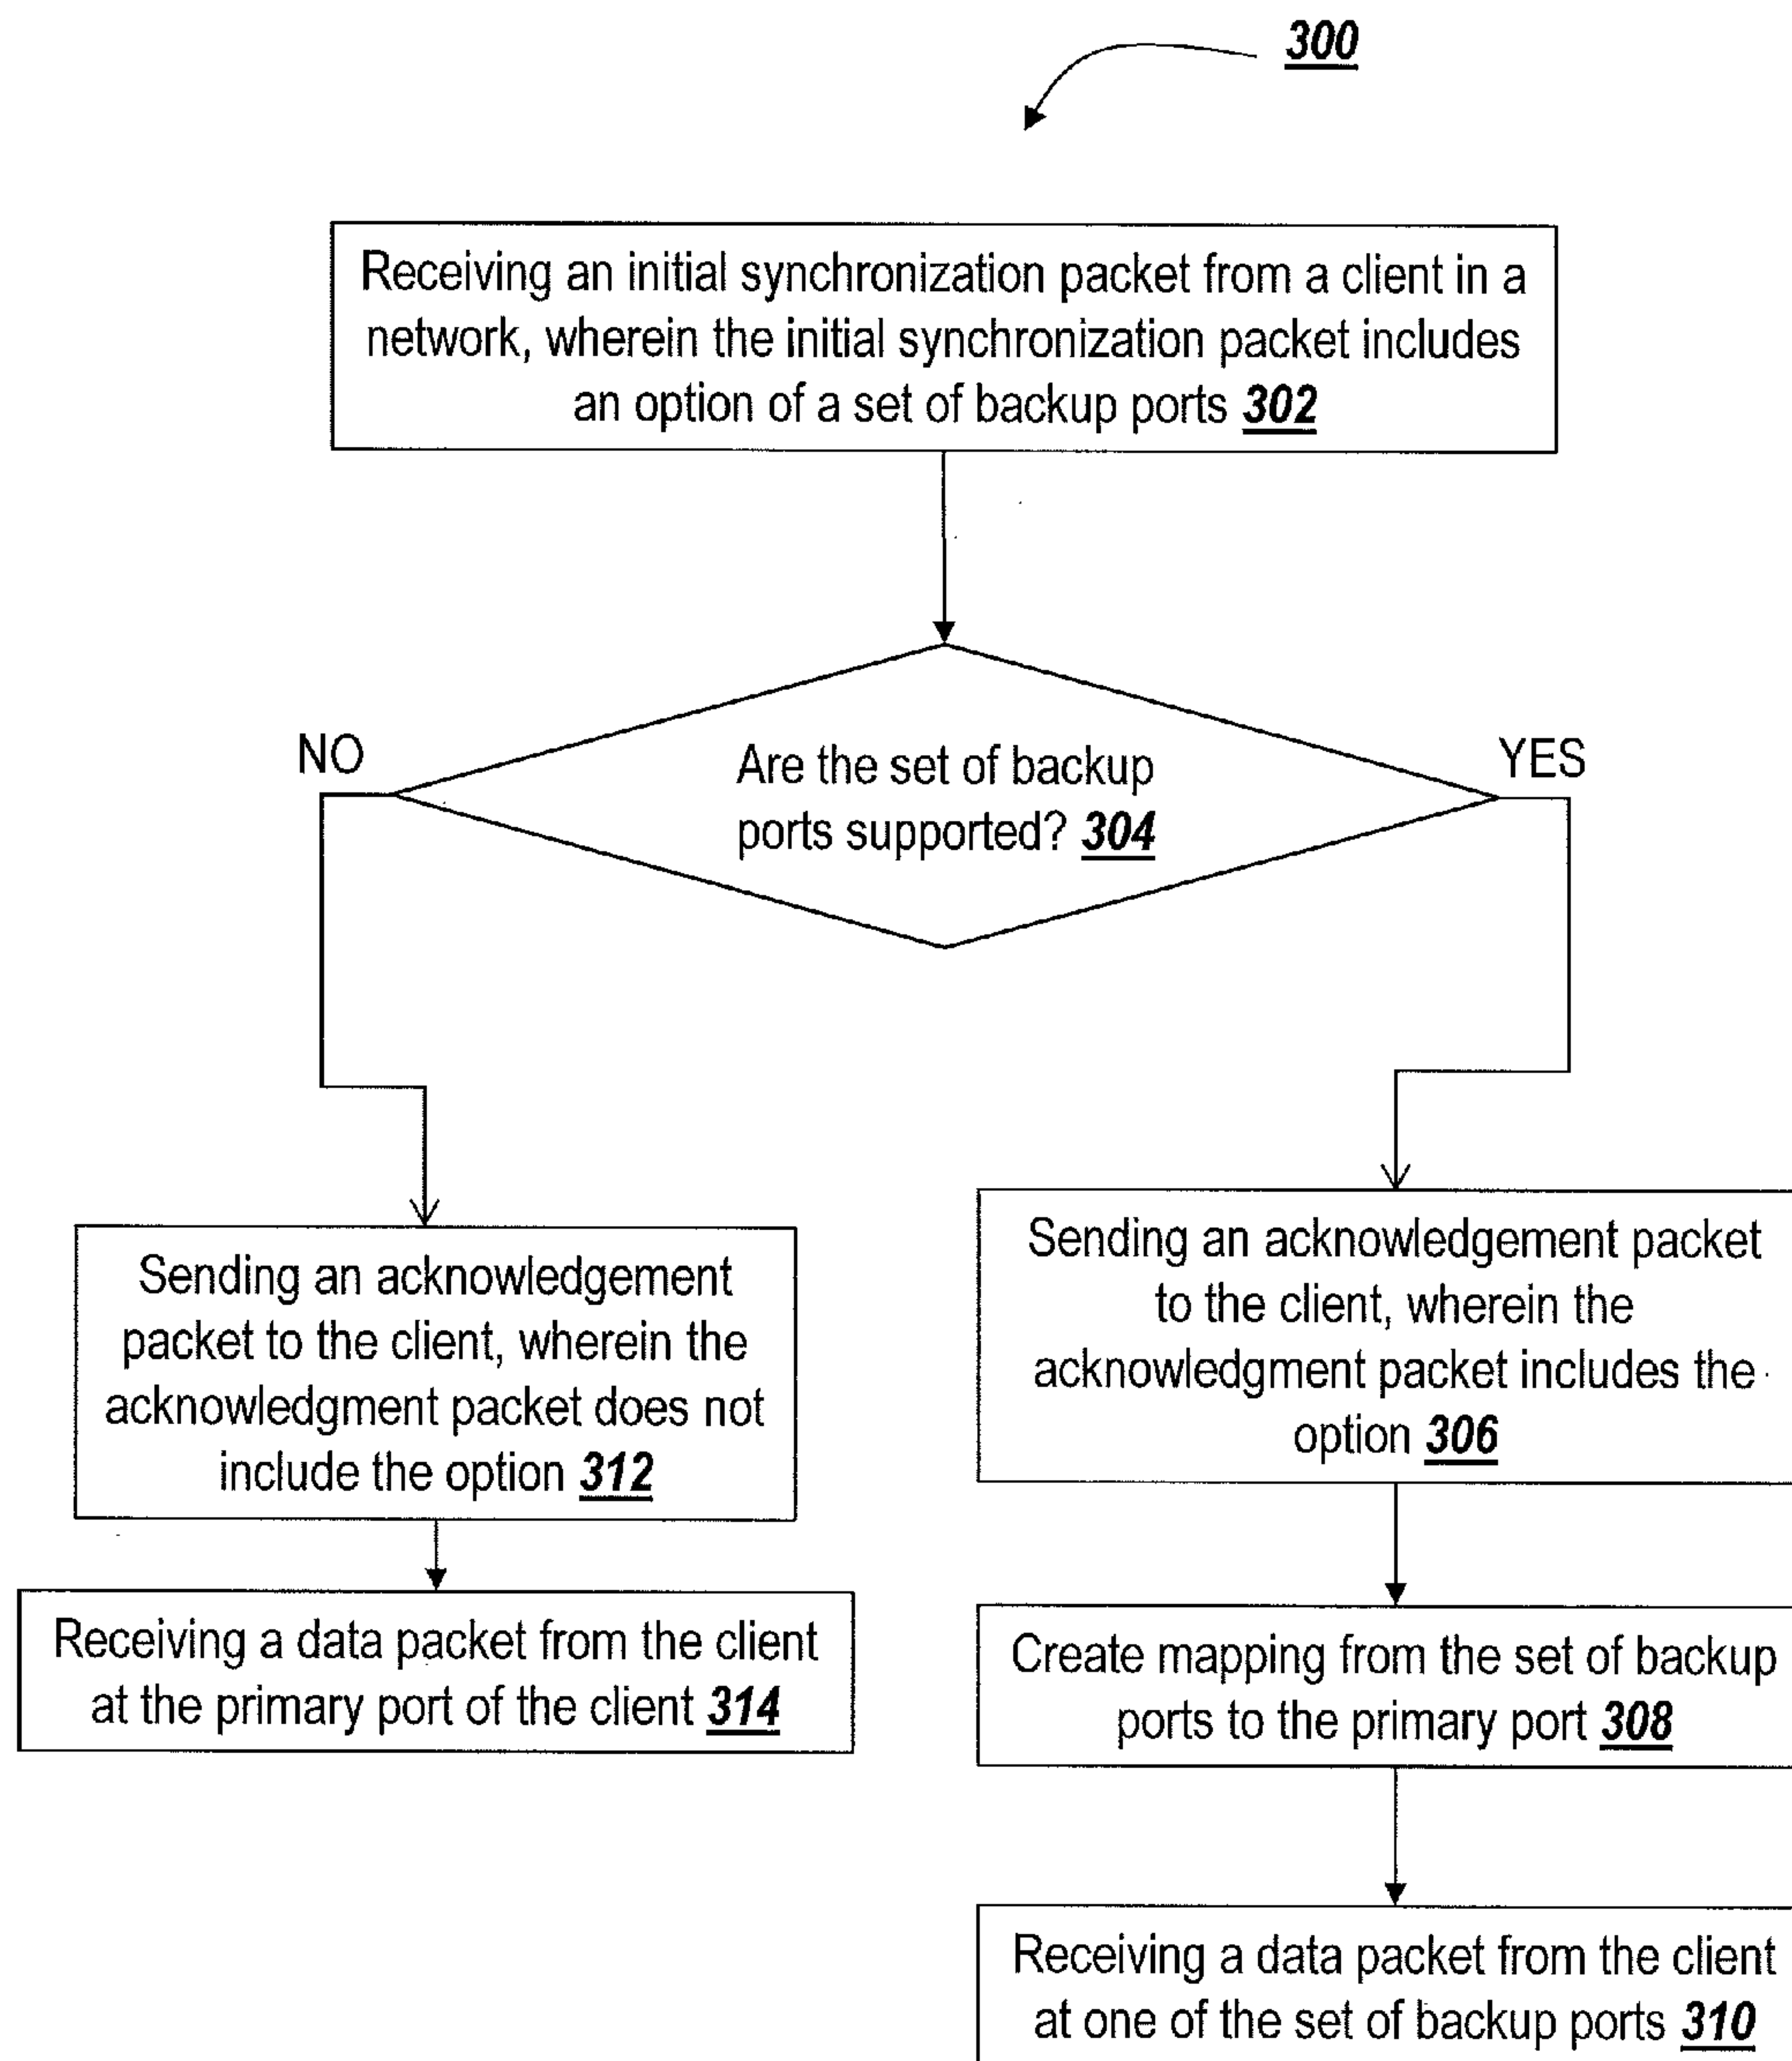 300
Receiving an initial synchronization packet from a client in a
network, wherein the initial synchronization packet includes
an option of a set of backup ports 302
NO
YES
Are the set of backup
ports supported? 304
Sending an acknowledgement
packet to the client, wherein the
acknowledgment packet does not
include the option 312
Receiving a data packet from the client
at the primary port of the client 314
Sending an acknowledgement packet
to the client, wherein the
acknowledgment packet includes the
option 306
Create mapping from the set of backup
ports to the primary port 308
Receiving a data packet from the client
at one of the set of backup ports 310